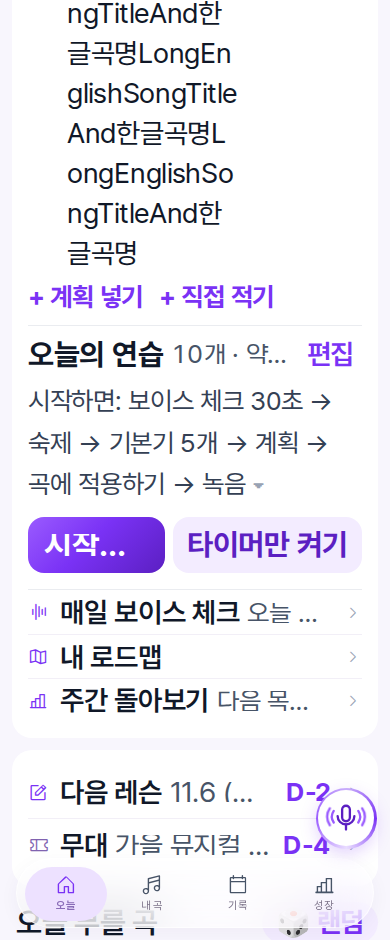 ngTitleAnd한
글곡명LongEn
glishSongTitle
And한글곡명L
ongEnglishSo
ngTitleAnd한
글곡명
+ 계획 넣기 + 직접 적기
오늘의 연습 10개 · 약... 편집
시작하면: 보이스 체크 30초 →
숙제 → 기본기 5개 → 계획 →
곡에 적용하기 → 녹음
시작... 타이머만 켜기
매일 보이스 체크 오늘 ...
내 로드맵
주간 돌아보기 다음 목...
다음 레슨 11.6 (... D-2
무대 가을 뮤지컬 ... D-4
오늘 내 곡 기록 성장
오늘 부를 곡 랜덤